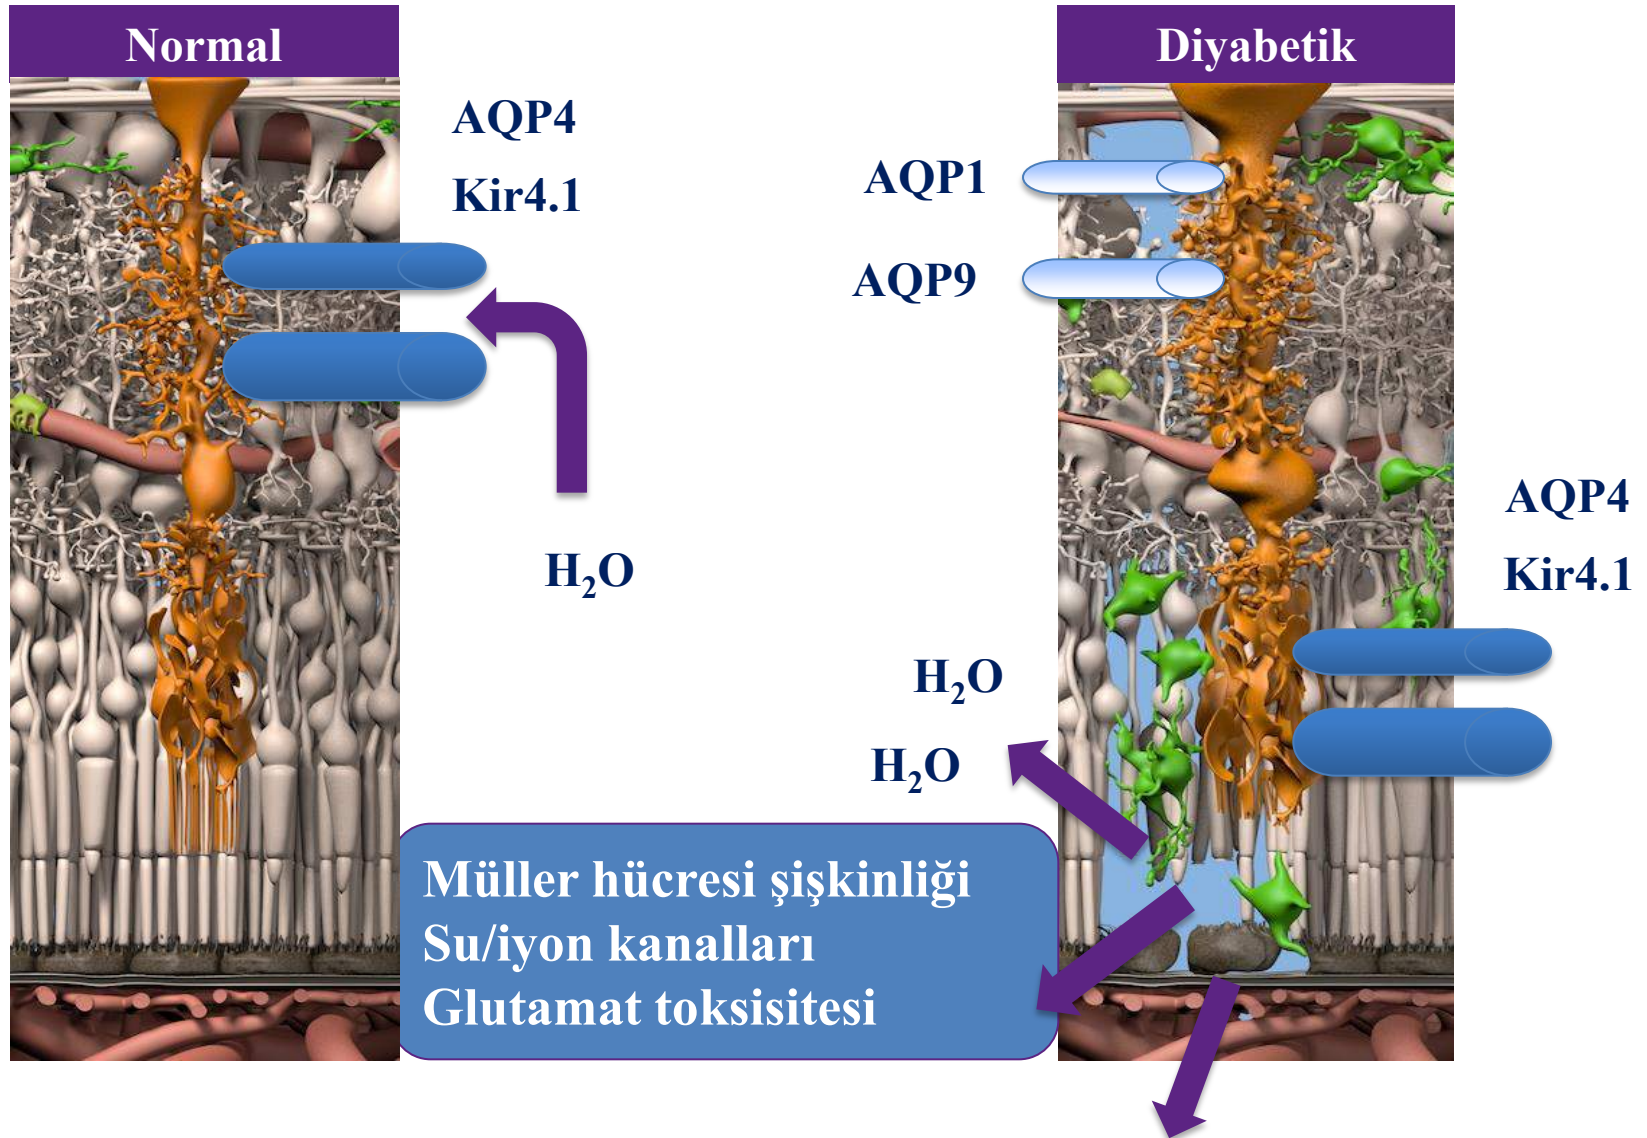 Normal
AQP4
Kir4.1
H₂O
Diyabetik
AQP1
AQP9
AQP4
Kir4.1
H₂O
H₂O
Müller hücresi şişkinliği
Su/iyon kanalları
Glutamat toksisitesi